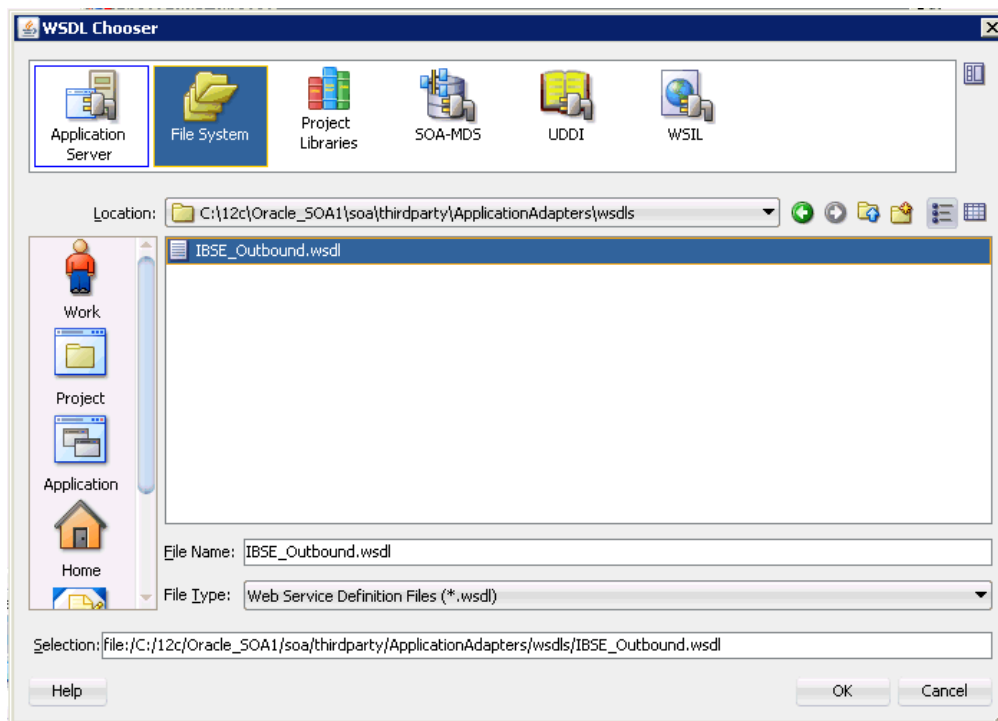 WSDL Chooser
Application
Server
File System
Project
Libraries
SOA-MDS
UDDI
WSIL
Location: C:\12c\Oracle_SOA1\soa\thirdparty\ApplicationAdapters\wsdls
IBSE_Outbound.wsdl
Work
Project
Application
Home
File Name: IBSE_Outbound.wsdl
File Type: Web Service Definition Files (*.wsdl)
Selection: file:/C:/12c/Oracle_SOA1/soa/thirdparty/ApplicationAdapters/wsdls/IBSE_Outbound.wsdl
Help
OK
Cancel